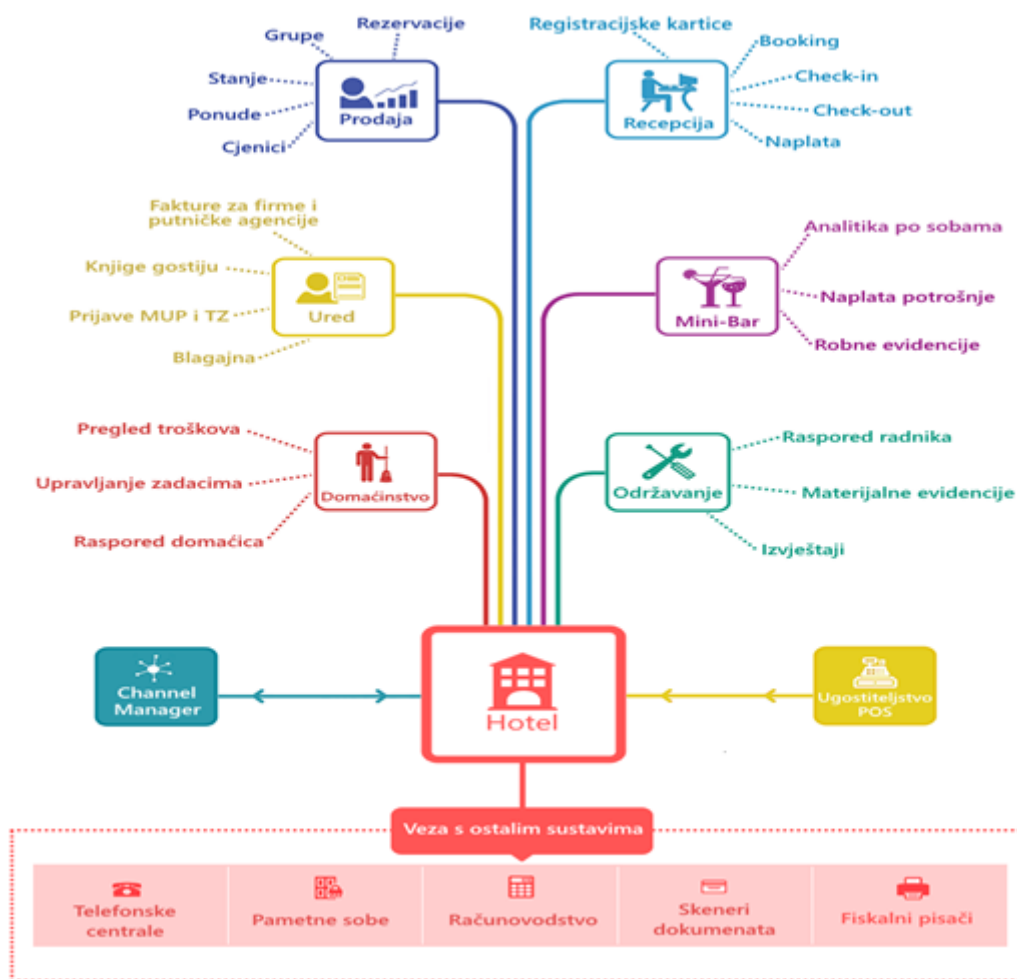 Rezervacije
Grupe
Stanje
Ponude
Cjenici
Prodaja
Registracijske kartice
Booking
Check-in
Check-out
Naplata
Recepcija
Fakture za firme i
putničke agencije
Knjige gostiju
Prijave MUP i TZ
Blagajna
Ured
Analitika po sobama
Naplata potrošnje
Robne evidencije
Mini-Bar
Pregled troškova
Upravljanje zadacima
Raspored domaćica
Domaćinstvo
Raspored radnika
Materijalne evidencije
Izvještaji
Održavanje
Channel
Manager
Hotel
Ugostiteljstvo
POS
Veza s ostalim sustavima
Telefonske
centrale
Pametne sobe
Računovodstvo
Skeneri
dokumenata
Fiskalni pisači